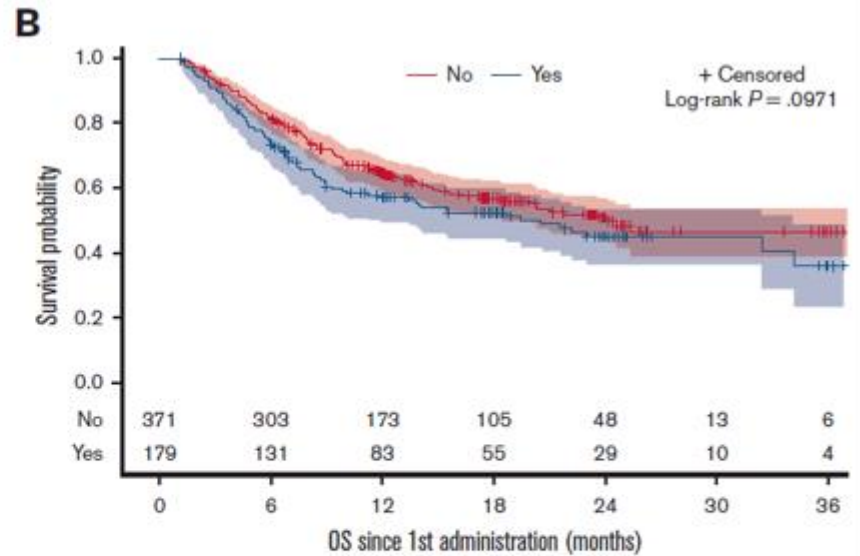 B
1.0
No Yes
+ Censored
Log-rank P = .0971
0.8
0.6
0.4
0.2
0.0
Survival probability
No 371 303 173 105 48 13 6
Yes 179 131 83 55 29 10 4
0 6 12 18 24 30 36
OS since 1st administration (months)